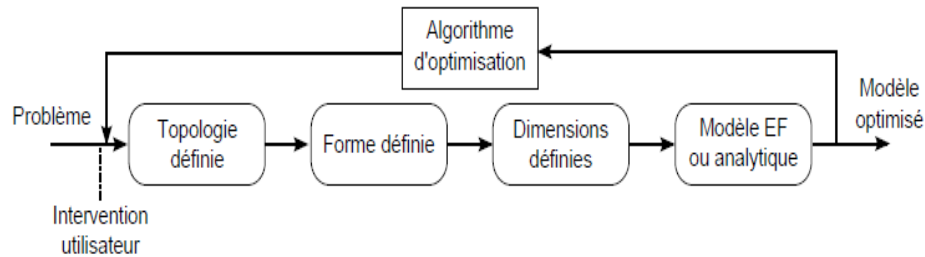 Algorithme
d'optimisation
Problème
Modèle
optimisé
Topologie
définie
Forme définie
Dimensions
définies
Modèle EF
ou analytique
Intervention
utilisateur